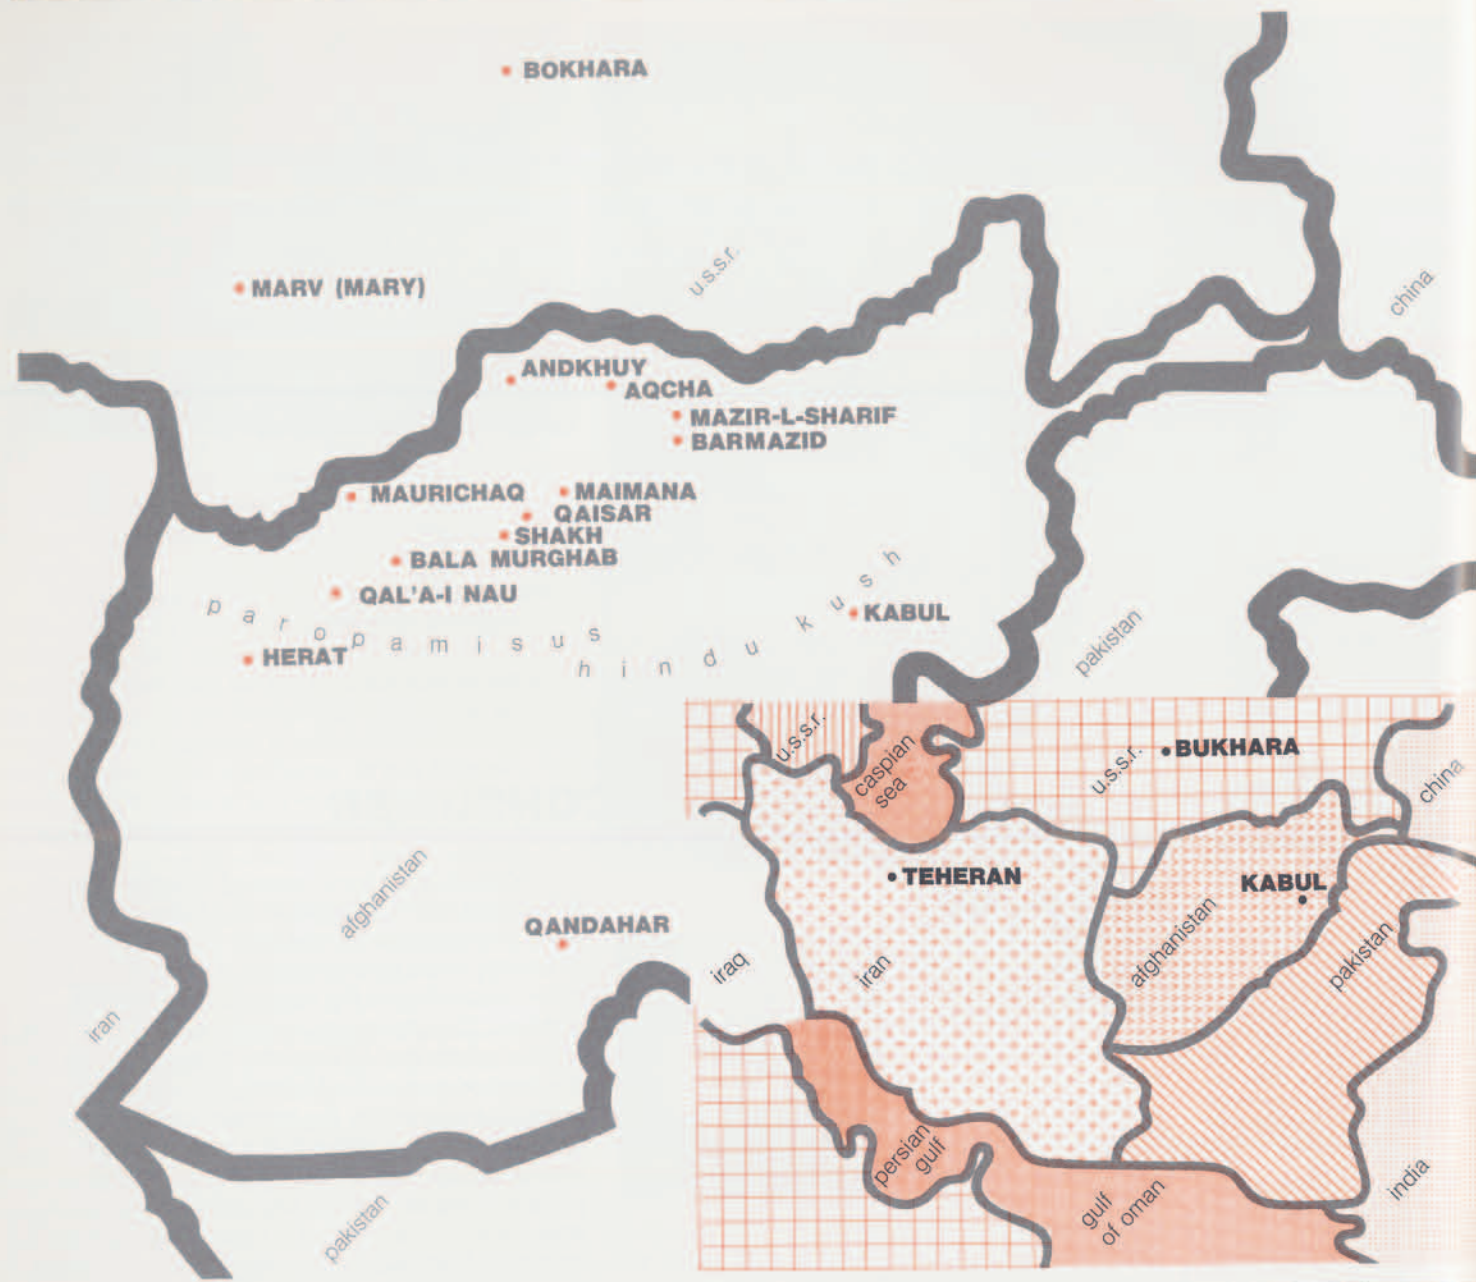 BOKHARA
u.s.s.r.
MARV (MARY)
china
ANDKHUY
AQCHA
MAZIR-L-SHARIF
BARMAZID
MAURICHAQ
MAIMANA
QAISAR
SHAKH
BALA MURGHAB
QAL'A-I NAU
paropamisus
hindu kush
KABUL
HERAT
pakistan
afghanistan
QANDAHAR
iran
pakistan
u.s.s.r.
caspian
sea
u.s.s.r.
BUKHARA
china
TEHERAN
KABUL
iraq
iran
afghanistan
pakistan
persian
gulf
gulf
of oman
india